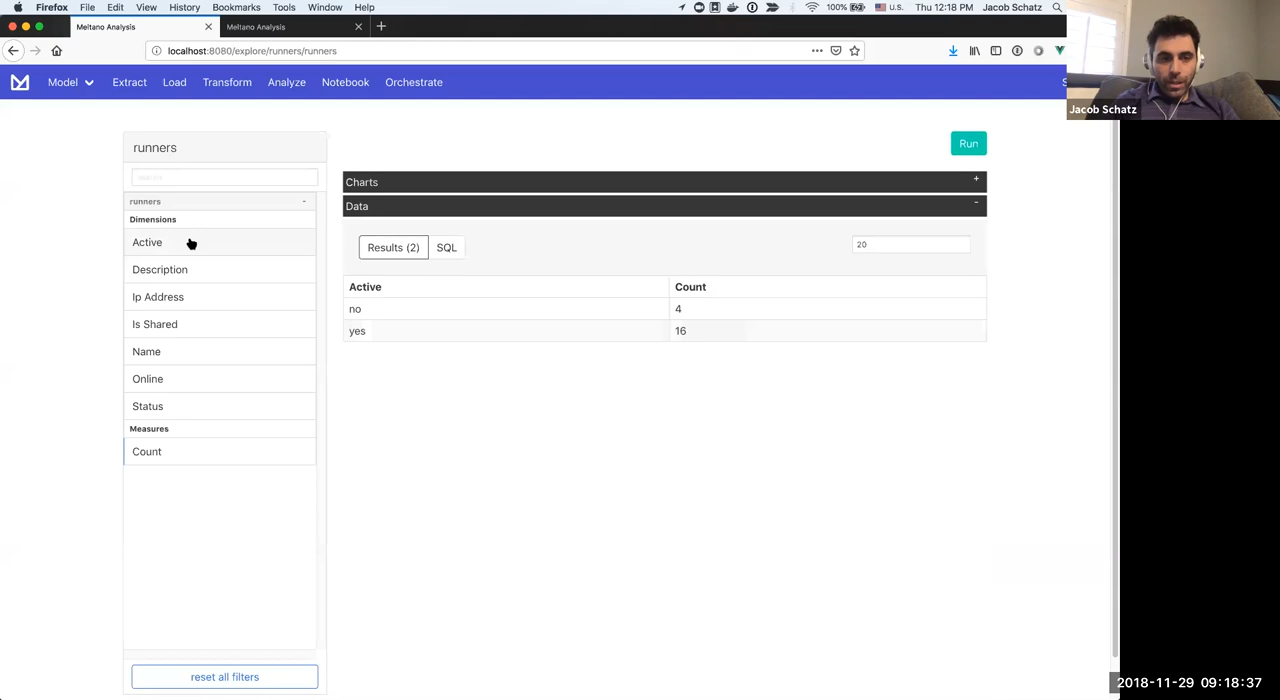 Firefox File Edit View History Bookmarks Tools Window Help 100% U.S. Thu 12:18 PM Jacob Schatz
Meltano Analysis Meltano Analysis
localhost:8080/explore/runners/runners
Model Extract Load Transform Analyze Notebook Orchestrate
Jacob Schatz
runners
Run
Charts +
runners -
Data -
Dimensions
Active
Results (2) SQL 20
Description
Active Count
Ip Address
no 4
Is Shared
yes 16
Name
Online
Status
Measures
Count
reset all filters
2018-11-29 09:18:37